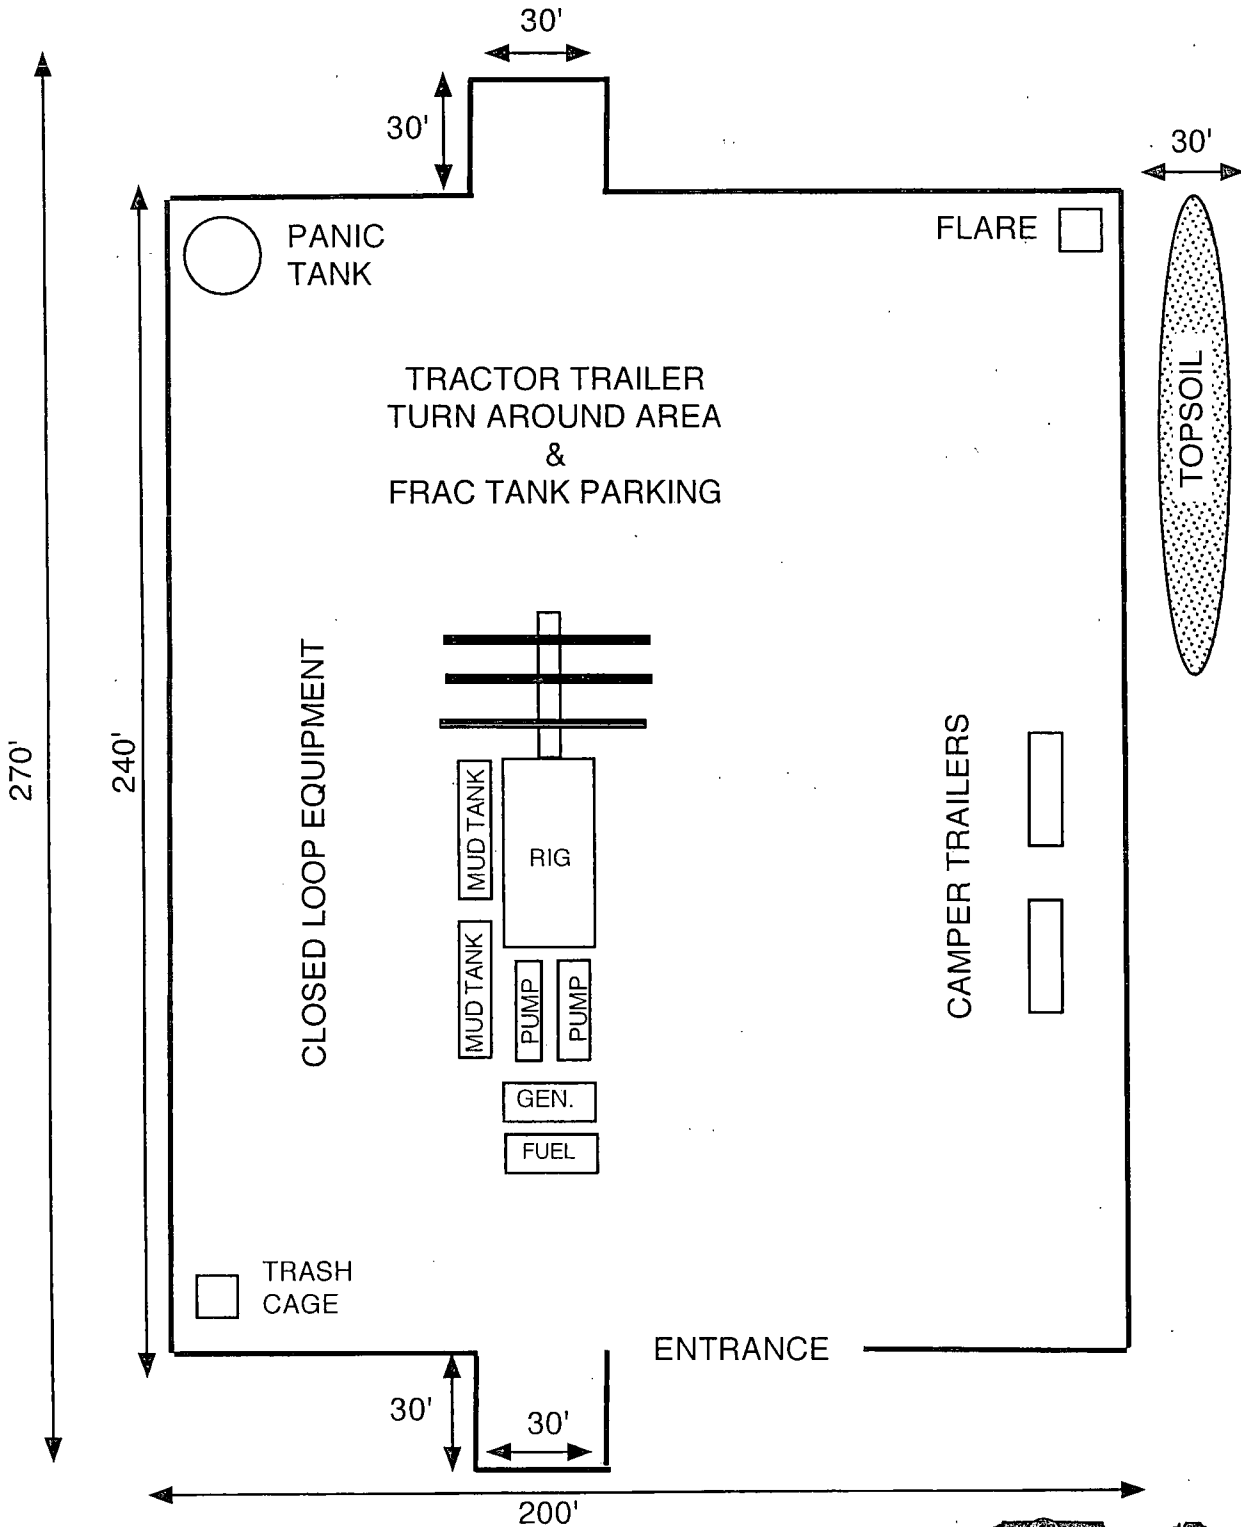 30'
30'
30'
PANIC
TANK
FLARE
TRACTOR TRAILER
TURN AROUND AREA
&
FRAC TANK PARKING
TOPSOIL
270'
240'
CLOSED LOOP EQUIPMENT
MUD TANK
RIG
CAMPER TRAILERS
MUD TANK
PUMP
PUMP
GEN.
FUEL
TRASH
CAGE
ENTRANCE
30'
30'
200'